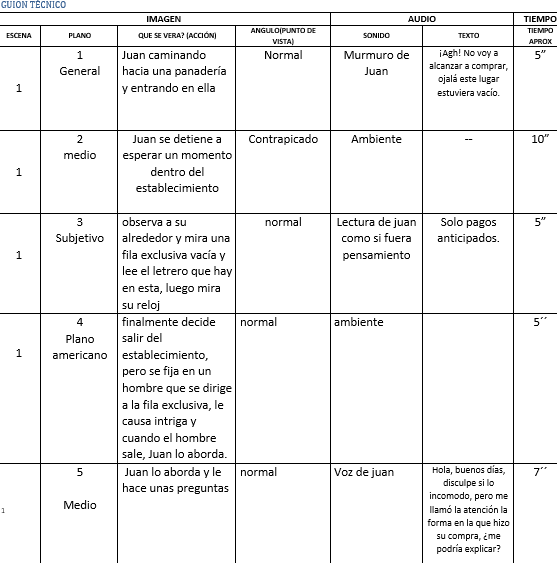 GUION TÉCNICO
IMAGEN AUDIO TIEMPO
ESCENA PLANO QUE SE VERA? (ACCIÓN) ANGULO(PUNTO DE VISTA) SONIDO TEXTO TIEMPO APROX
1
1
General
Juan caminando
hacia una panadería
y entrando en ella
Normal
Murmuro de
Juan
¡Agh! No voy a
alcanzar a comprar,
ojalá este lugar
estuviera vacío.
5”
1
2
medio
Juan se detiene a
esperar un momento
dentro del
establecimiento
Contrapicado
Ambiente
--
10”
1
3
Subjetivo
observa a su
alrededor y mira una
fila exclusiva vacía y
lee el letrero que hay
en esta, luego mira
su reloj
normal
Lectura de juan
como si fuera
pensamiento
Solo pagos
anticipados.
5”
1
4
Plano
americano
finalmente decide
salir del
establecimiento,
pero se fija en un
hombre que se dirige
a la fila exclusiva, le
causa intriga y
cuando el hombre
sale, Juan lo aborda.
normal
ambiente
5´´
1
5
Medio
Juan lo aborda y le
hace unas preguntas
normal
Voz de juan
Hola, buenos días,
disculpe si lo
incomodo, pero me
llamó la atención la
forma en la que hizo
su compra, ¿me
podría explicar?
7´´